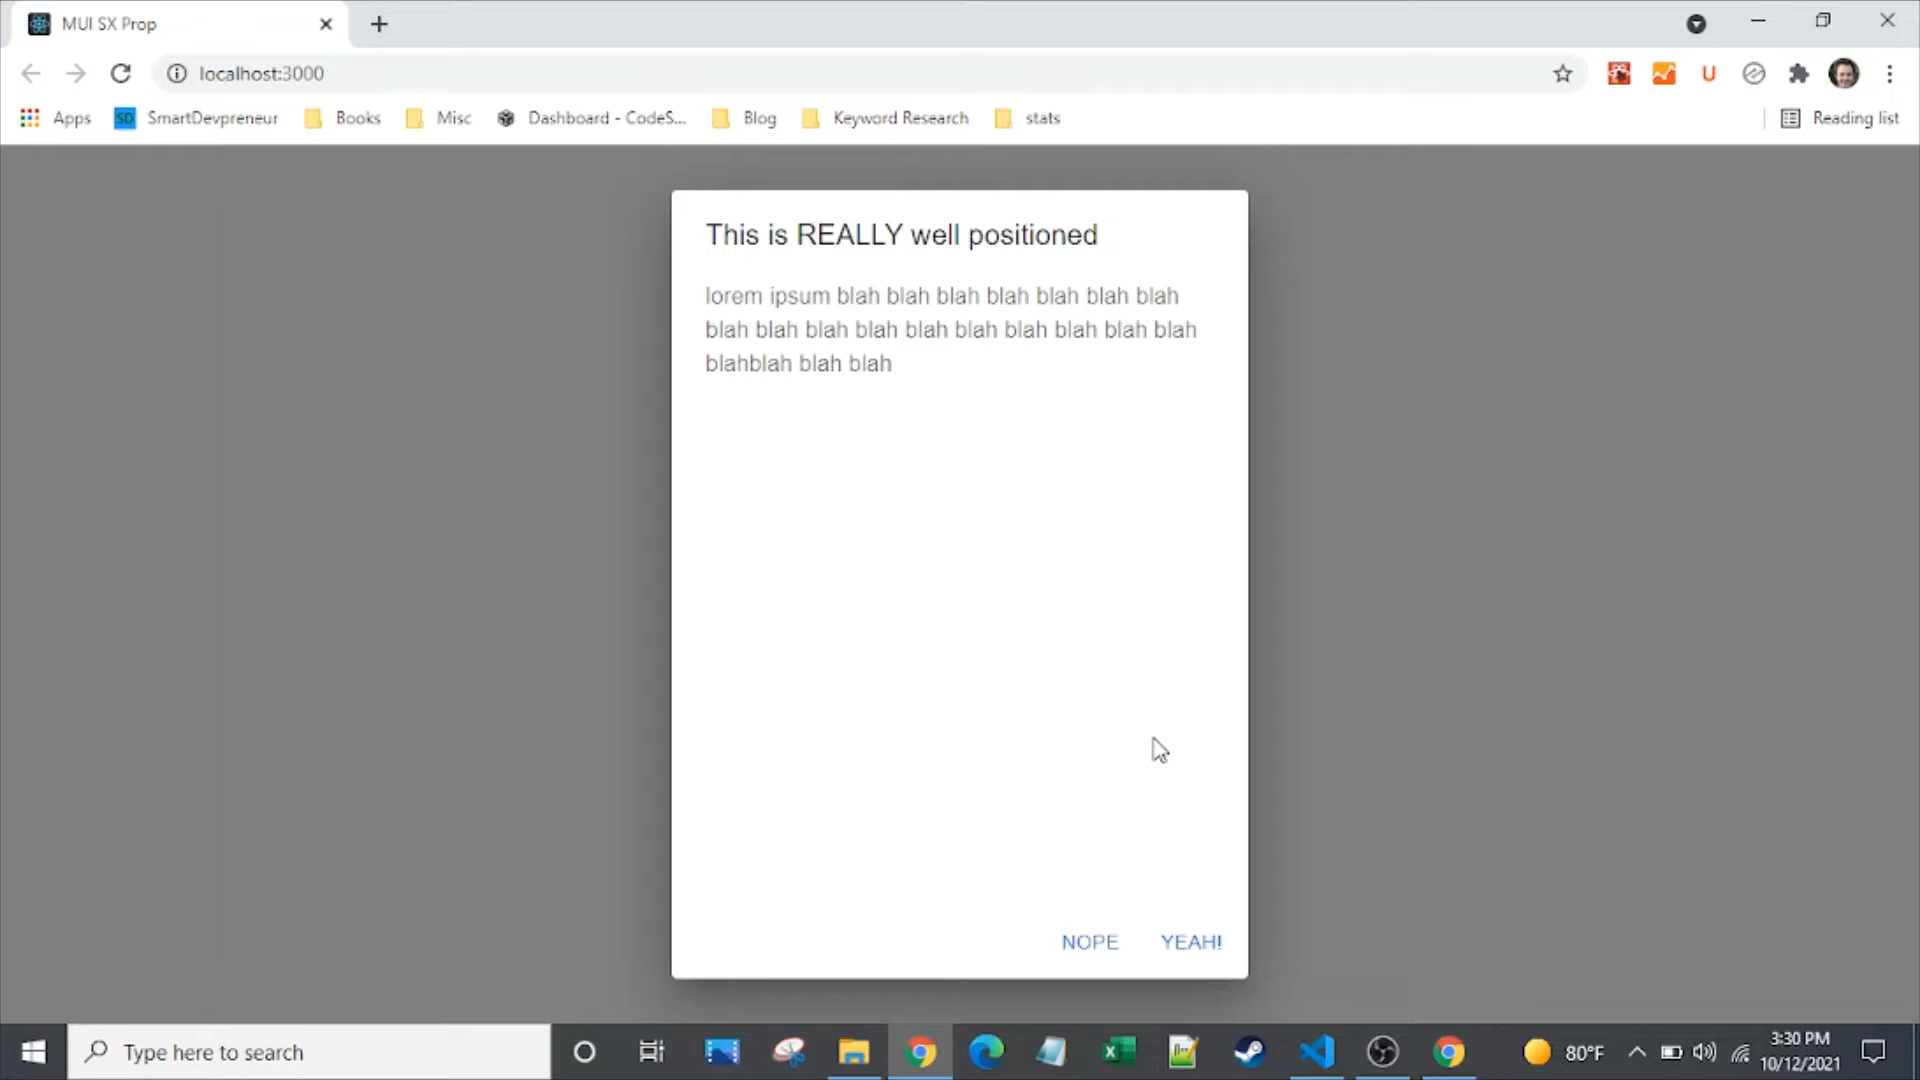 MUI SX Prop
localhost:3000
U
Apps
SD SmartDevpreneur
Books
Misc
Dashboard - CodeS...
Blog
Keyword Research
stats
Reading list
This is REALLY well positioned
lorem ipsum blah blah blah blah blah blah blah
blah blah blah blah blah blah blah blah blah blah
blahblah blah blah
NOPE YEAH!
Type here to search
80°F
3:30 PM
10/12/2021